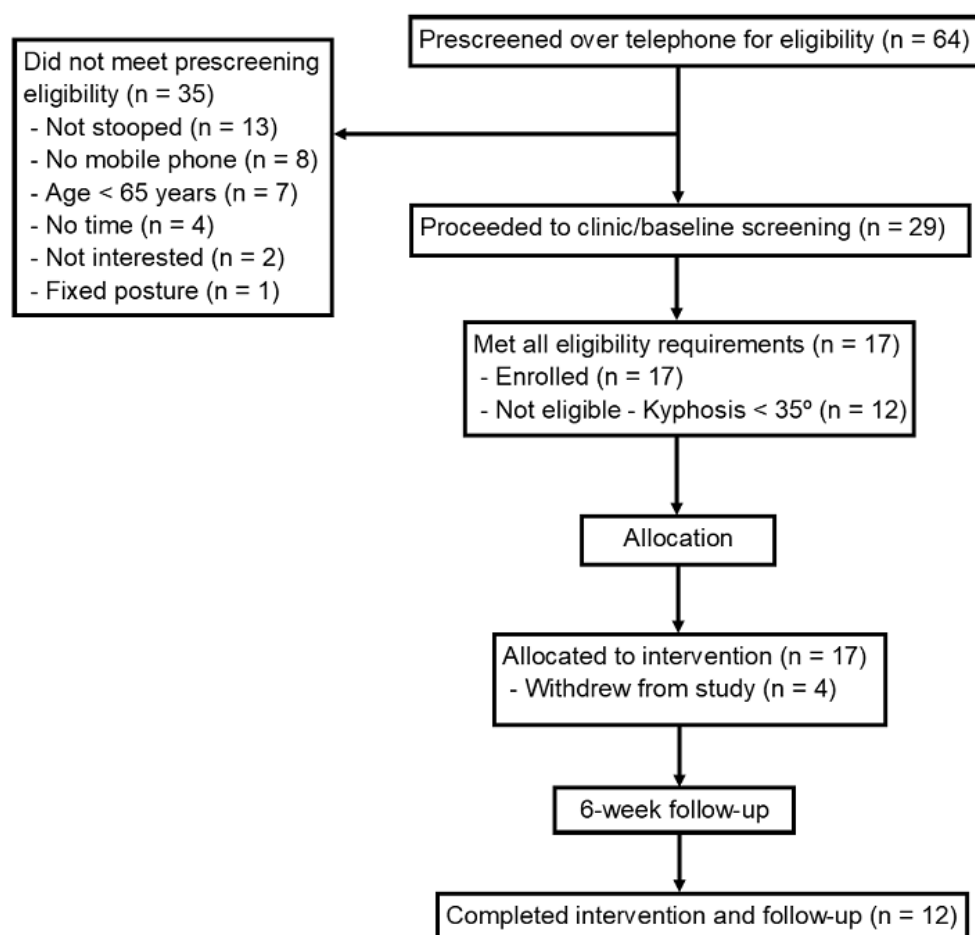 Prescreened over telephone for eligibility (n = 64)
Did not meet prescreening
eligibility (n = 35)
- Not stooped (n = 13)
- No mobile phone (n = 8)
- Age < 65 years (n = 7)
- No time (n = 4)
- Not interested (n = 2)
- Fixed posture (n = 1)
Proceeded to clinic/baseline screening (n = 29)
Met all eligibility requirements (n = 17)
- Enrolled (n = 17)
- Not eligible - Kyphosis < 35º (n = 12)
Allocation
Allocated to intervention (n = 17)
- Withdrew from study (n = 4)
6-week follow-up
Completed intervention and follow-up (n = 12)